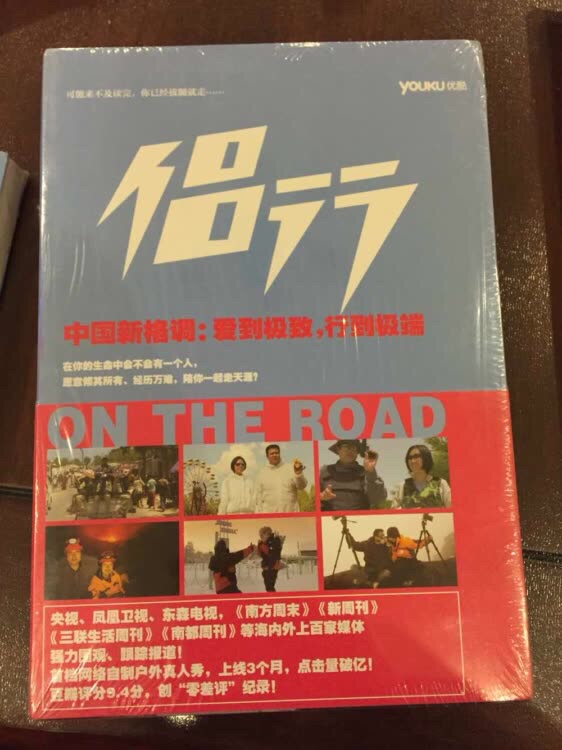 可能来不及读完，你已经拔腿就走……
YOUKU 优酷
侣行
中国新格调：爱到极致，行到极端
在你的生命中会不会有一个人，
愿意倾其所有、经历万难，陪你一起走天涯？
ON THE ROAD
央视、凤凰卫视、东森电视，《南方周末》《新周刊》
《三联生活周刊》《南都周刊》等海内外上百家媒体
强力围观、跟踪报道！
首档网络自制户外真人秀，上线3个月，点击量破亿！
豆瓣评分9.4分，创“零差评”纪录！